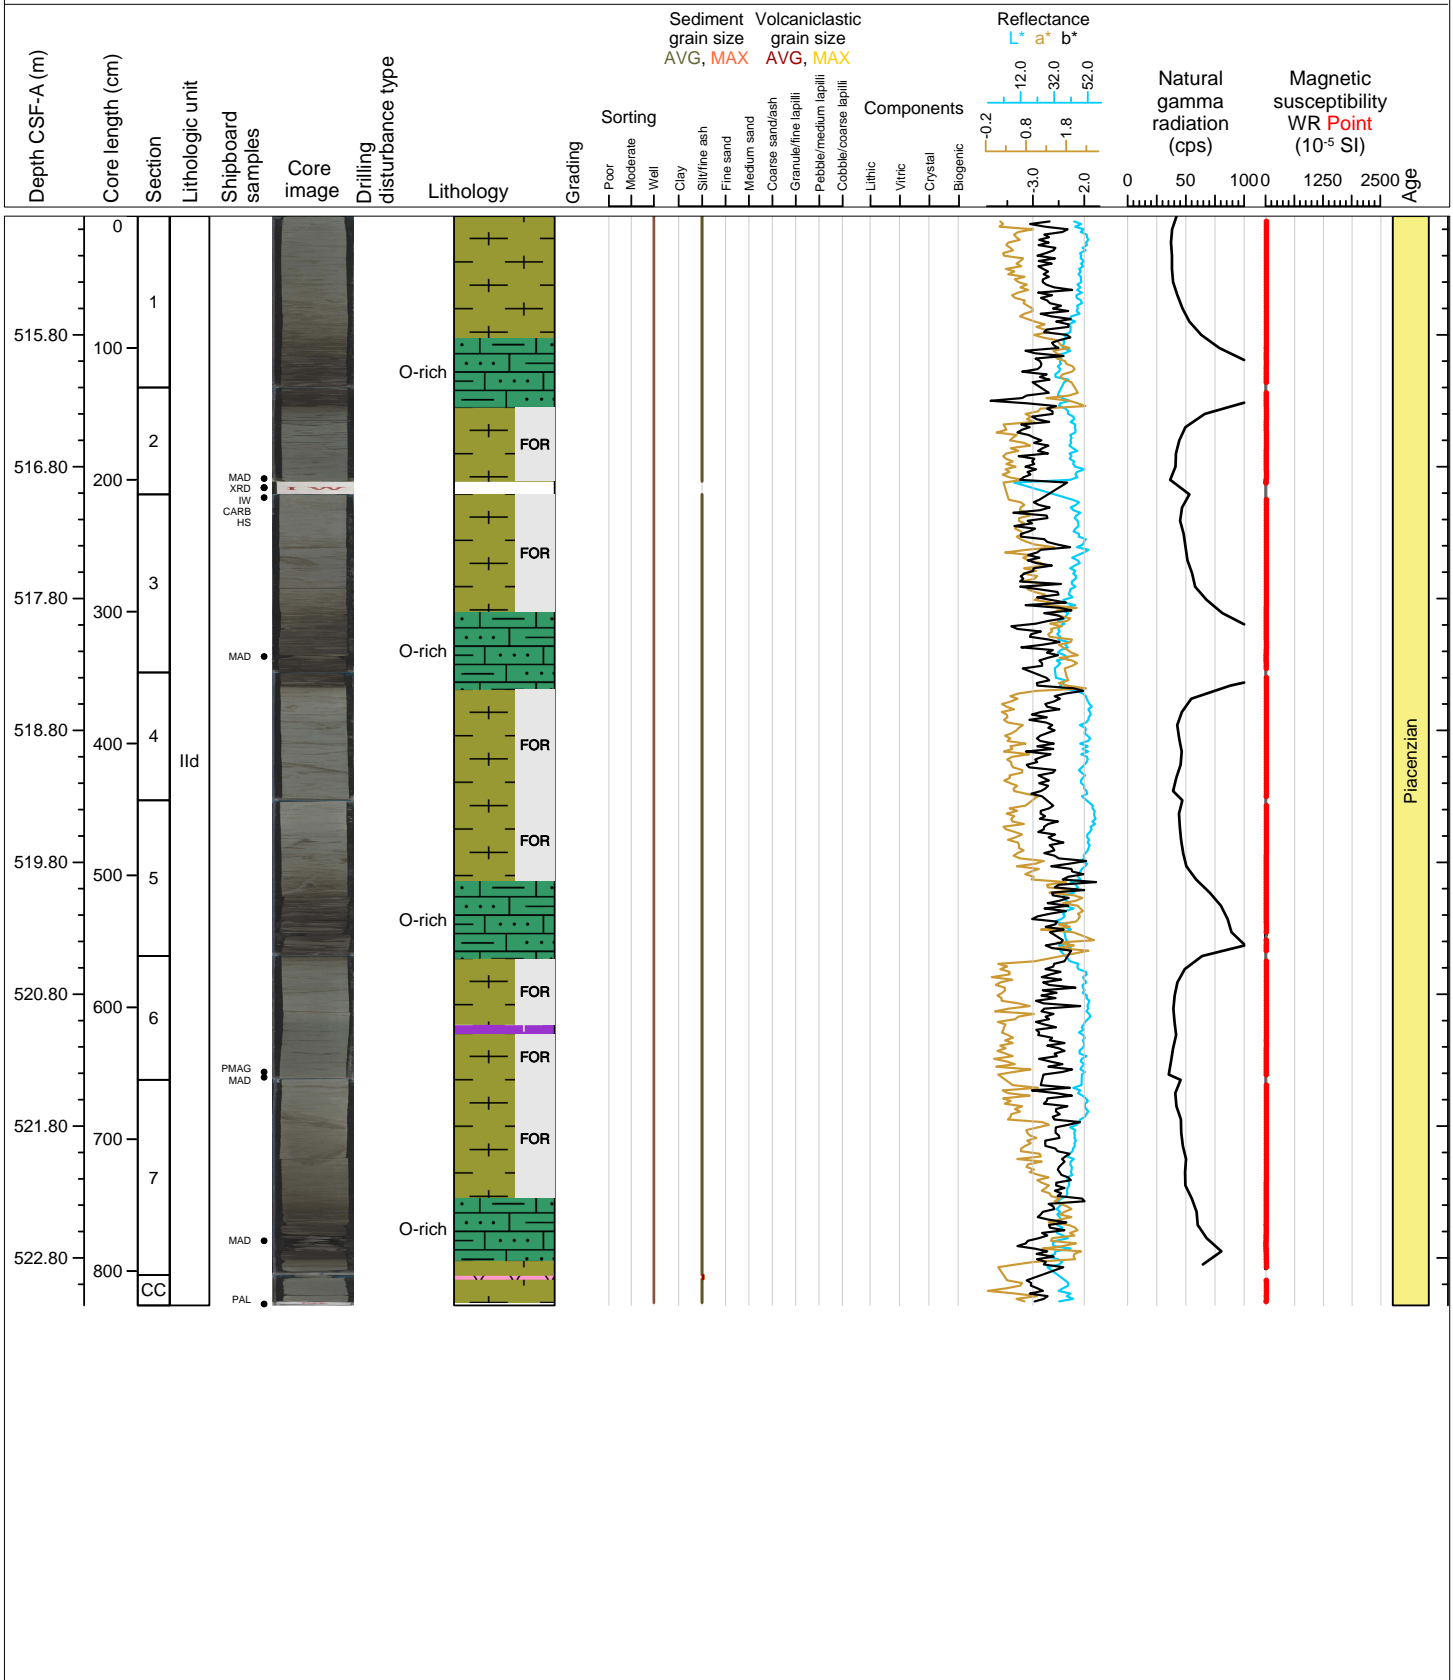 Depth CSF-A (m)
Core length (cm)
Section
Lithologic unit
Shipboard
samples
Core
image
Drilling
disturbance type
Lithology
Grading
Sorting
Poor
Moderate
Well
Sediment
grain size
AVG, MAX
Volcaniclastic
grain size
AVG, MAX
Clay
Silt/fine ash
Fine sand
Medium sand
Coarse sand/ash
Granule/fine lapilli
Pebble/medium lapilli
Cobble/coarse lapilli
Components
Lithic
Vitric
Crystal
Biogenic
Reflectance
L* a* b*
12.0 32.0 52.0
-0.2 0.8 1.8
-3.0 2.0
Natural
gamma
radiation
(cps)
0 50 100
Magnetic
susceptibility
WR Point
(10-5 SI)
0 1250 2500
Age
0
1
515.80
100
O-rich
2
FOR
516.80
200
MAD
XRD
IW
IW
CARB
HS
FOR
3
517.80
300
O-rich
MAD
4
518.80
400
FOR
IId
Piacenzian
519.80
500
5
FOR
O-rich
520.80
600
6
FOR
FOR
PMAG
MAD
521.80
700
FOR
7
O-rich
MAD
522.80
800
CC
PAL